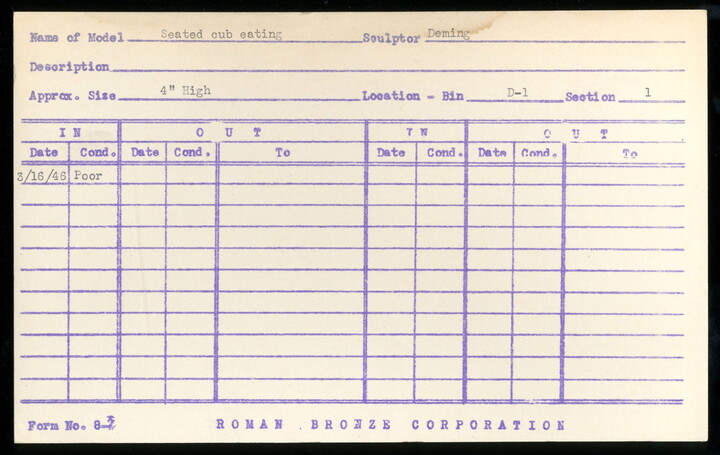 Name of Model Seated cub eating Sculptor Deming
Description
Approx. Size 4" High Location - Bin D-1 Section 1
IN OUT IN OUT
Date Cond. Date Cond. To Date Cond. Date Cond. To
3/16/46 Poor
Form No. 8- ROMAN BRONZE CORPORATION